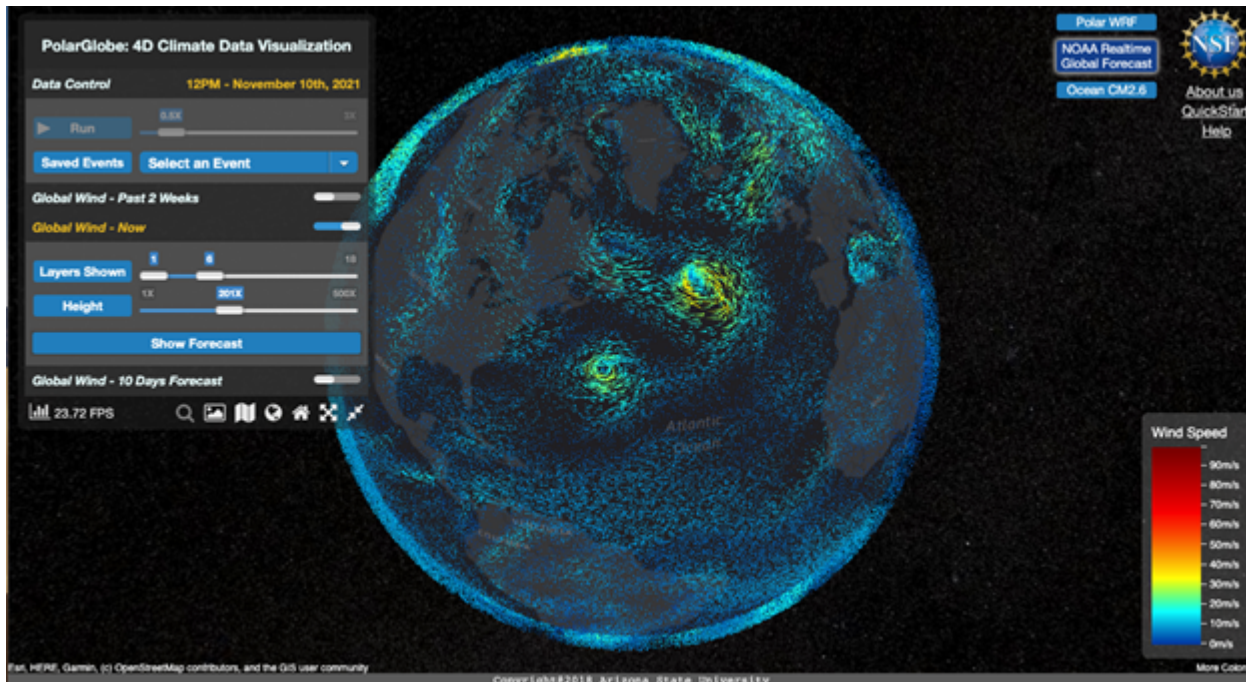 PolarGlobe: 4D Climate Data Visualization
Data Control 12PM - November 10th, 2021
0.5X 3X
Run
Saved Events Select an Event
Global Wind - Past 2 Weeks
Global Wind - Now
1 6 18
Layers Shown
1X 201X 500X
Height
Show Forecast
Global Wind - 10 Days Forecast
23.72 FPS
Polar WRF
NOAA Realtime
Global Forecast
Ocean CM2.6
NSF
About us
QuickStart
Help
Atlantic
Ocean
Wind Speed
90m/s
80m/s
70m/s
60m/s
50m/s
40m/s
30m/s
20m/s
10m/s
0m/s
More Colors
Esri, HERE, Garmin, (c) OpenStreetMap contributors, and the GIS user community
Copyright@2018 Arizona State University